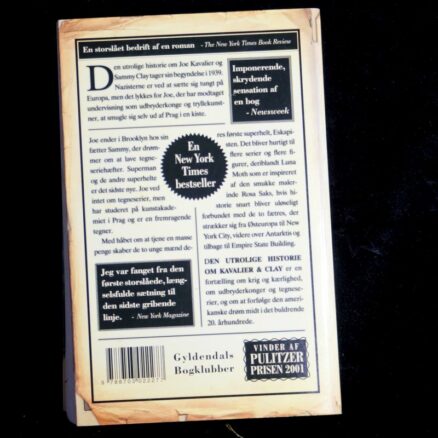 En storslået bedrift af en roman - The New York Times Book Review
Den utrolige historie om Joe Kavalier og
Sammy Clay tager sin begyndelse i 1939.
Nazisterne er ved at sætte sig tungt på
Europa, men det lykkes for Joe, der har modtaget
undervisning som udbryderkonge og tryllekunst-
ner, at smugle sig selv ud af Prag i en kiste.
Imponerende,
skrydende
sensation af
en bog
- Newsweek
Joe ender i Brooklyn hos sin
fætter Sammy, der drøm-
mer om at lave tegne-
seriehæfter. Superman
og de andre superhelte
er det sidste nye. Joe ved
intet om tegneserier, men
har studeret på kunstakade-
miet i Prag og er en fremragende
tegner.
Med håbet om at tjene en masse
penge skaber de to unge mænd de-
En
New York
Times
bestseller
res første superhelt, Eskapi-
sten. Det bliver hurtigt til
flere serier og flere fi-
gurer, deriblandt Luna
Moth som er inspireret
af den smukke maler-
inde Rosa Saks, hvis hi-
storie snart bliver uløseligt
forbundet med de to fætres, der
strækker sig fra Østeuropa til New
York City, videre over Antarktis og
tilbage til Empire State Building.
Jeg var fanget fra den
første storslåede, læng-
selsfulde sætning til
den sidste gribende
linje. - New York Magazine
DEN UTROLIGE HISTORIE
OM KAVALIER & CLAY er en
fortælling om krig og kærlighed,
om udbryderkonger og tegnese-
rier, og om at forfølge den ameri-
kanske drøm midt i det buldrende
20. århundrede.
9 788700 022277
Gyldendals
Bogklubber
VINDER AF
PULITZER
PRISEN 2001